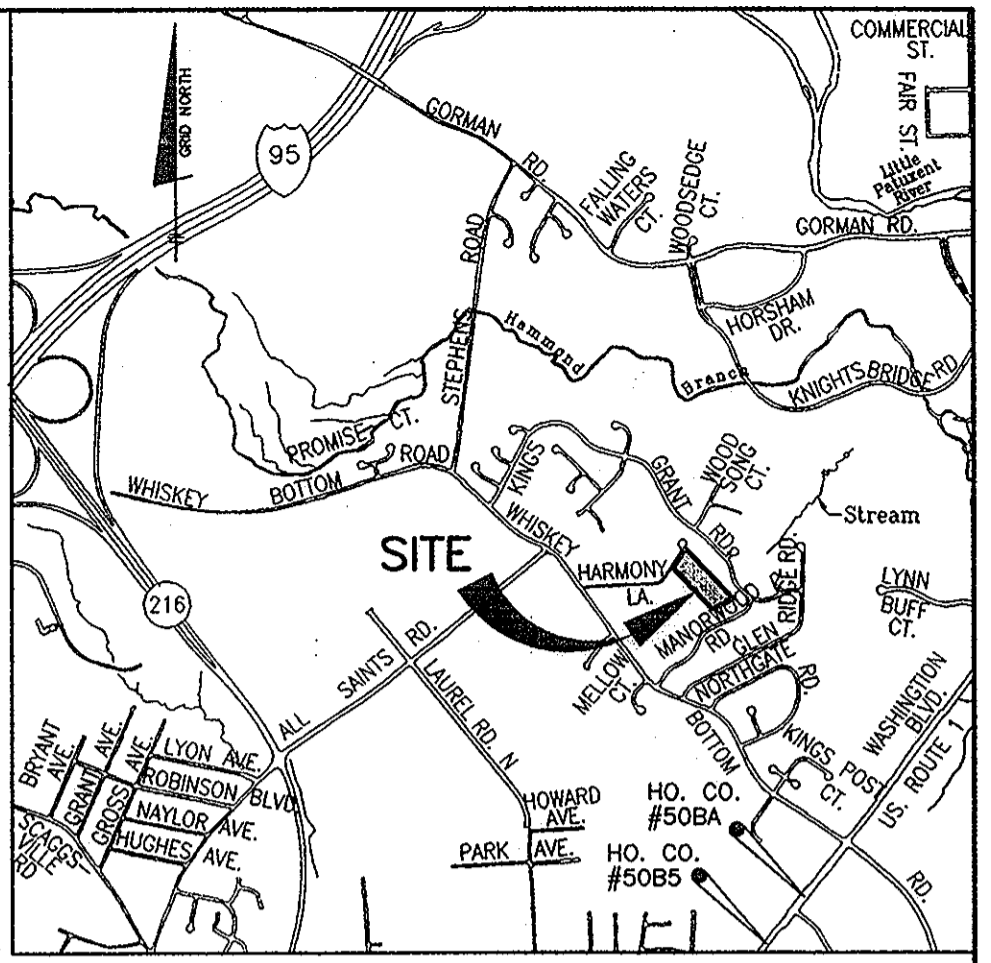 COMMERCIAL
ST.
FAIR ST.
GRID NORTH
95
GORMAN
RD.
FALLING
WATERS
CT.
WOODSEDGE
CT.
Little
Patuxent
River
GORMAN RD.
STEPHENS
ROAD
HORSHAM
DR.
Hammond
Branch
KNIGHTSBRIDGE RD
PROMISE CT.
WHISKEY
BOTTOM
ROAD
KINGS
GRANT
RD.
WOOD
SONG
CT.
Stream
WHISKEY
SITE
HARMONY
LA.
MANORWOOD
RD
GLEN
RIDGE RD.
LYNN
BUFF
CT.
216
ALL
SAINTS
RD.
MELLOW
CT.
NORTHGATE
RD.
BOTTOM
LAUREL RD. N
KINGS
POST
CT.
WASHINGTON
BLVD.
US. ROUTE 1
BRYANT
AVE.
GRANT
AVE.
GROSS
AVE.
LYON AVE.
ROBINSON
BLVD
NAYLOR AVE.
HUGHES AVE.
SCAGGS-
VILLE
RD
HOWARD
AVE.
PARK
AVE.
HO. CO.
#50BA
HO. CO.
#50B5
RD.